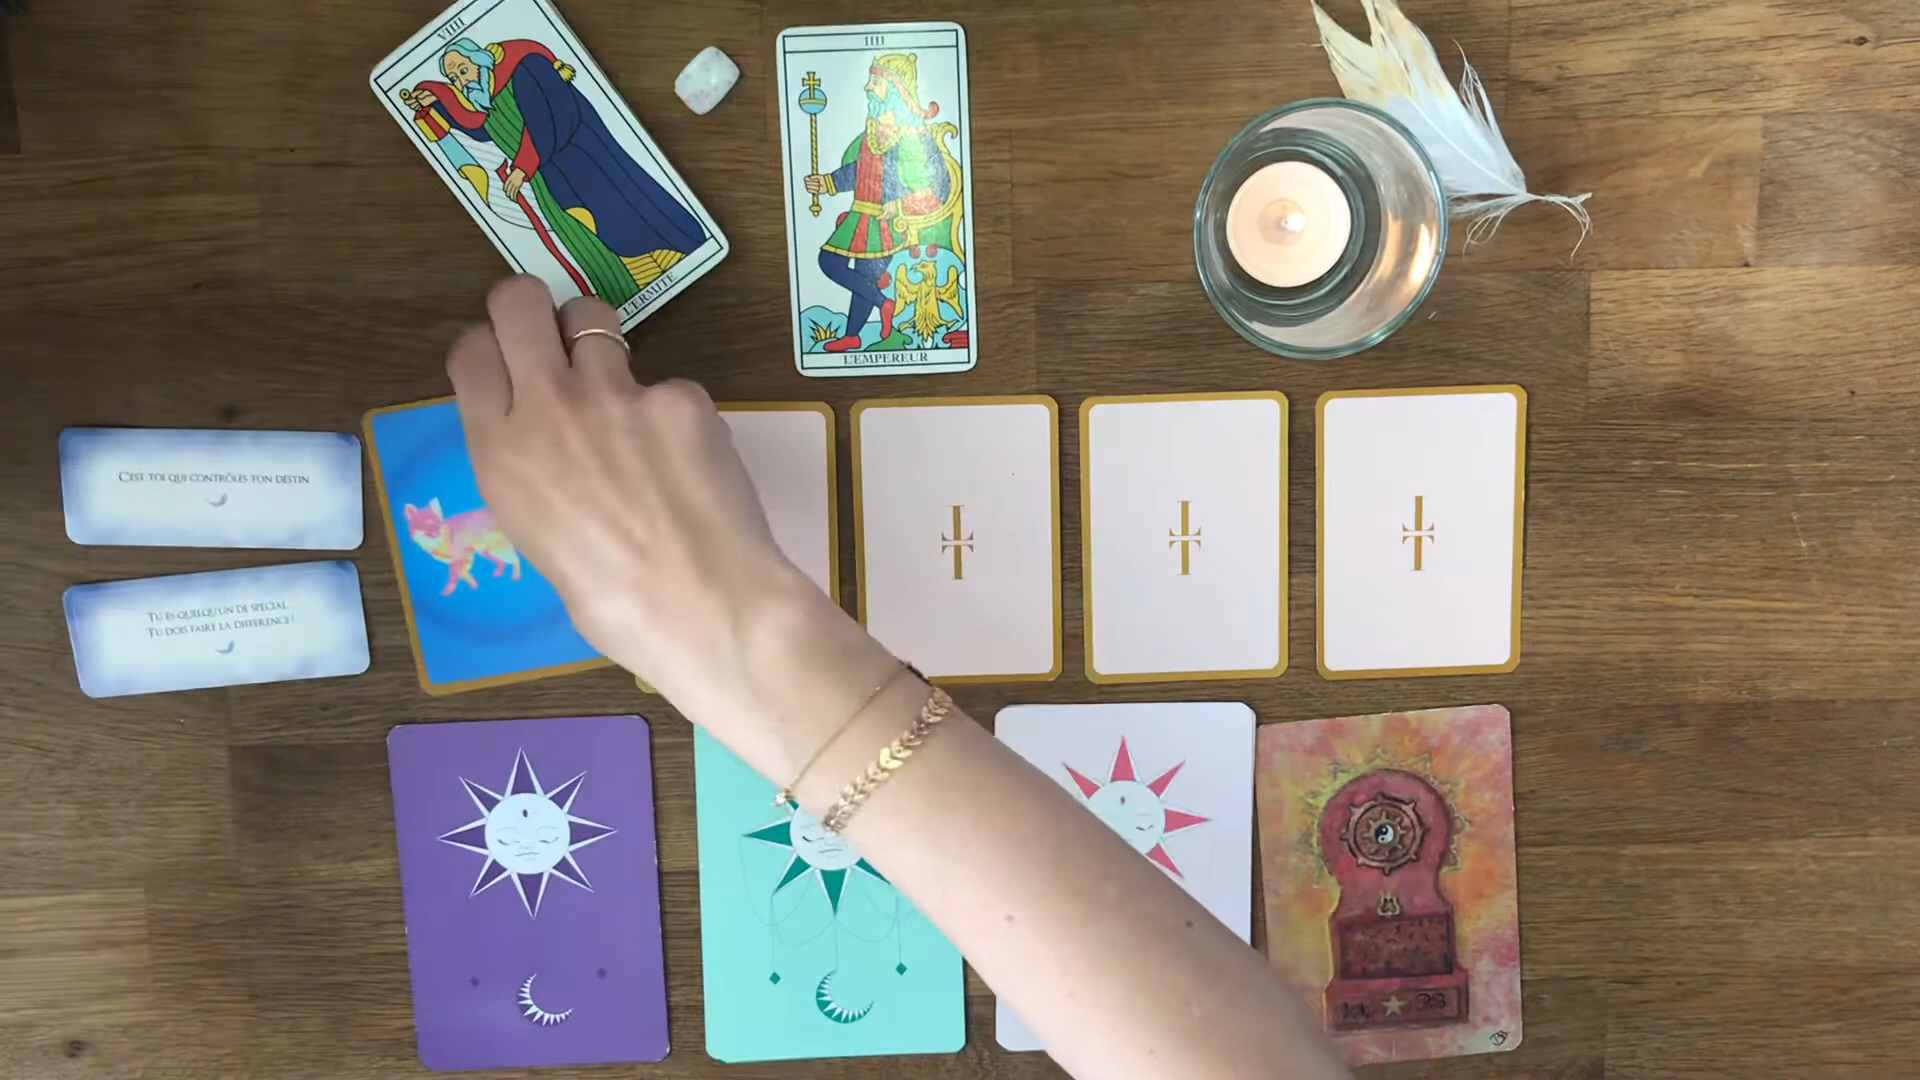 VIIII
L'ERMITE
IIII
L'EMPEREUR
C'EST TOI QUI CONTRÔLES TON DESTIN
TU ES QUELQU'UN DE SPÉCIAL
TU DOIS FAIRE LA DIFFÉRENCE !